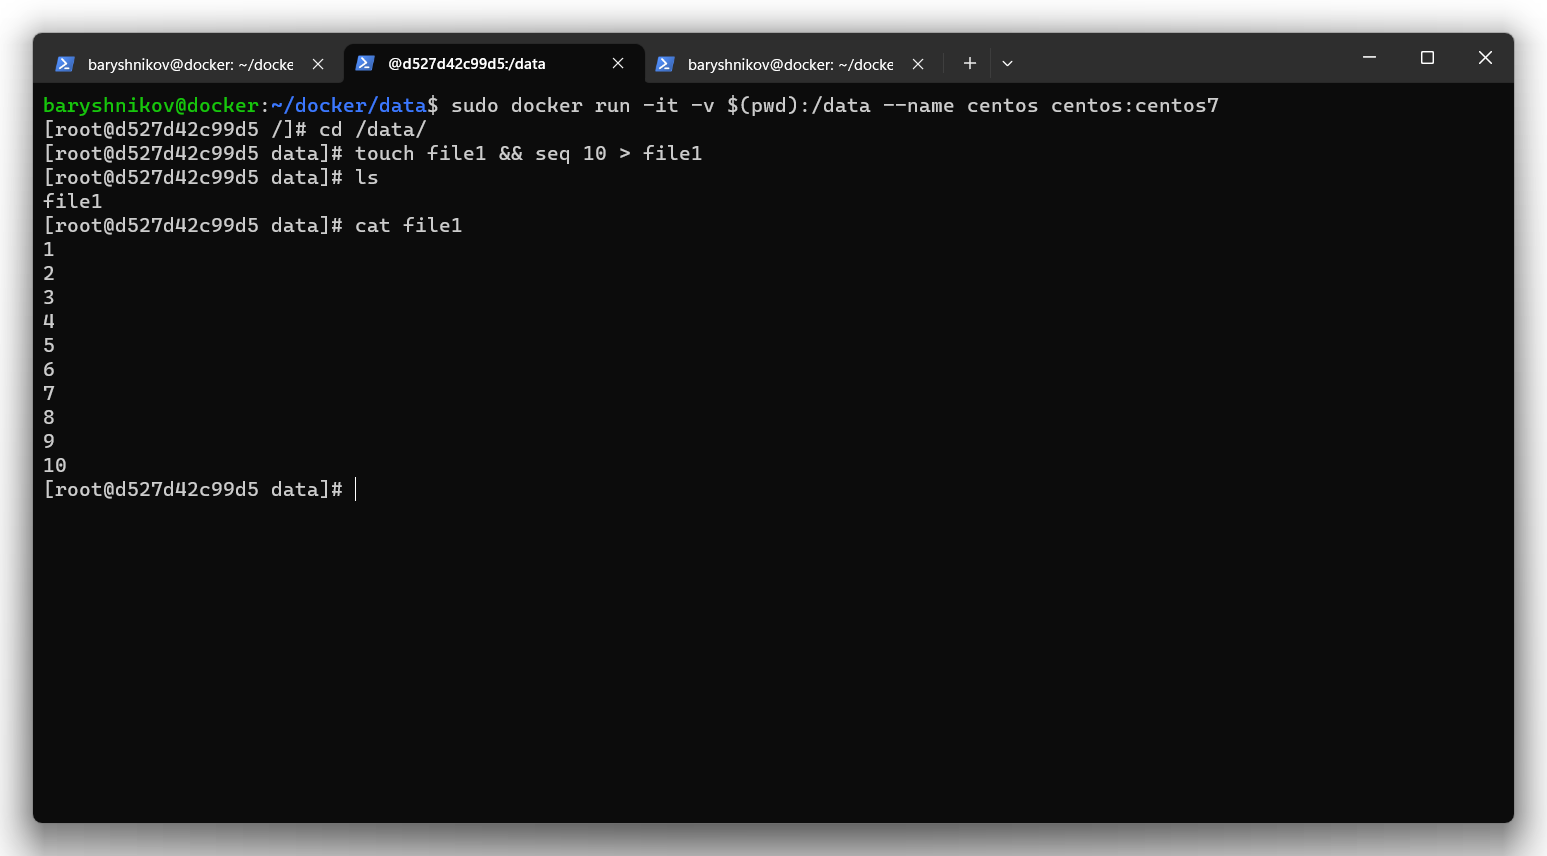 baryshnikov@docker: ~/docke
@d527d42c99d5:/data
baryshnikov@docker: ~/docke
baryshnikov@docker:~/docker/data$ sudo docker run -it -v $(pwd):/data --name centos centos:centos7
[root@d527d42c99d5 /]# cd /data/
[root@d527d42c99d5 data]# touch file1 && seq 10 > file1
[root@d527d42c99d5 data]# ls
file1
[root@d527d42c99d5 data]# cat file1
1
2
3
4
5
6
7
8
9
10
[root@d527d42c99d5 data]#